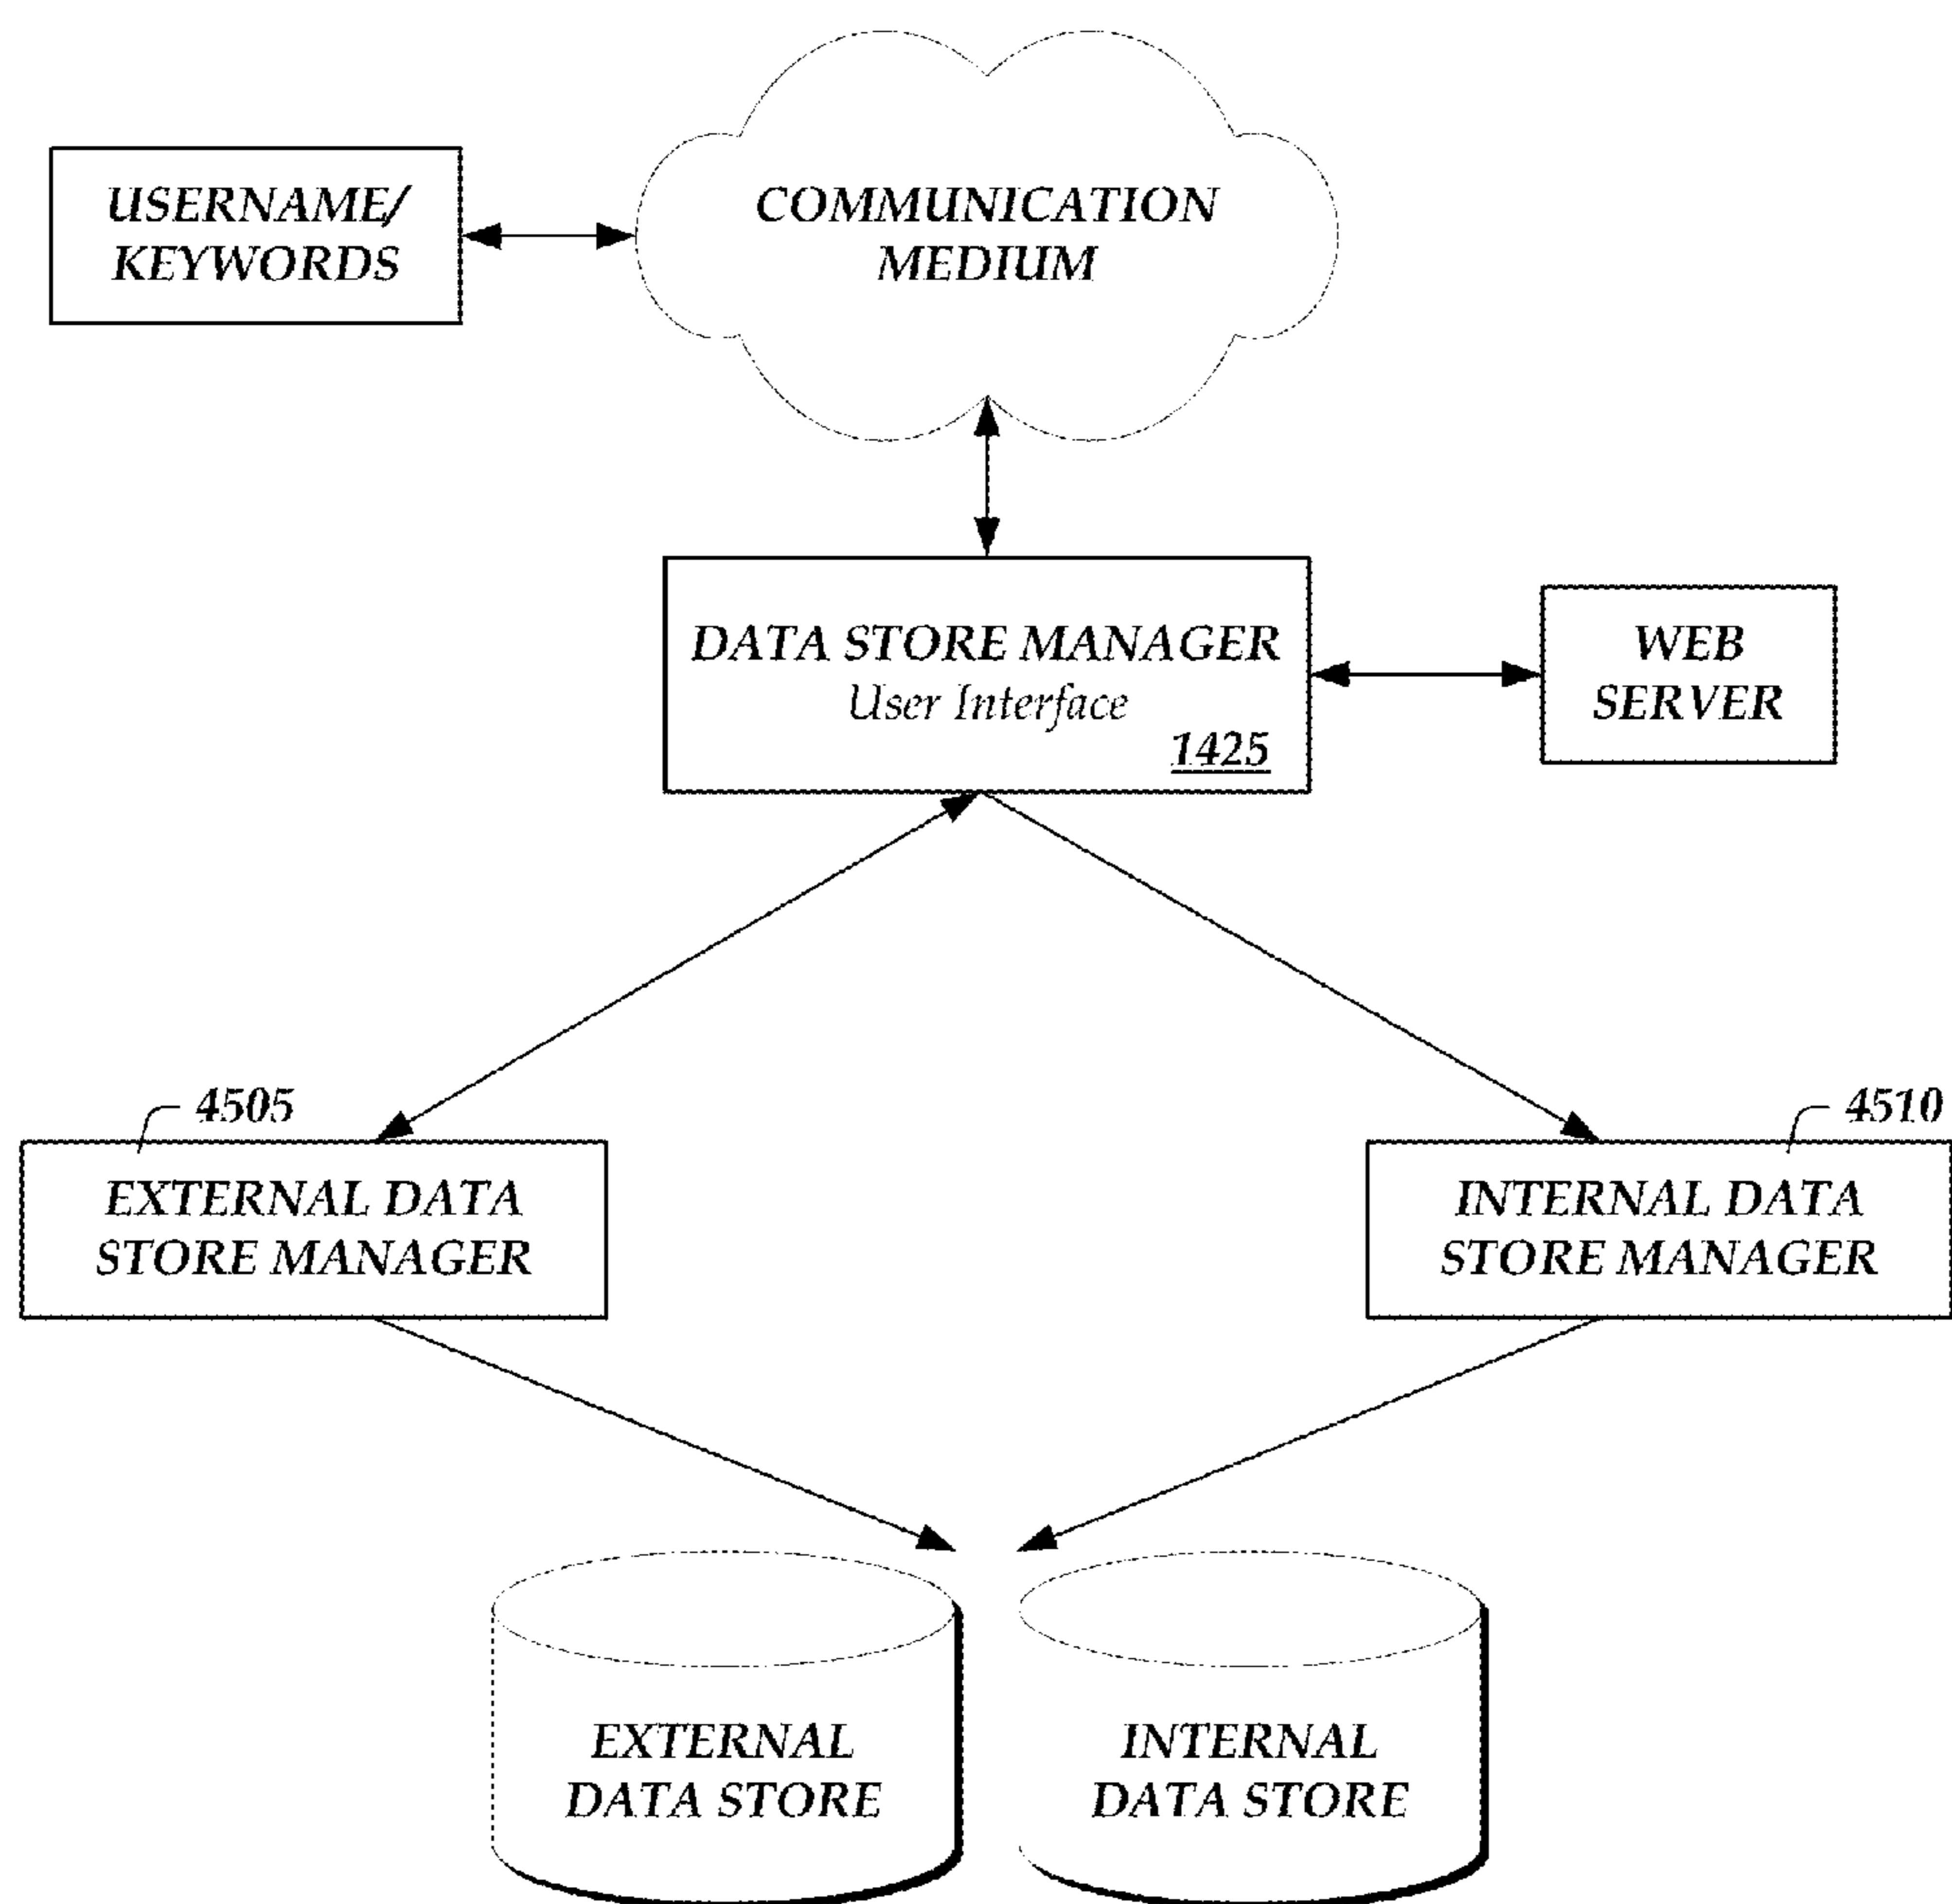 USERNAME/
KEYWORDS
COMMUNICATION
MEDIUM
DATA STORE MANAGER
User Interface
1425
WEB
SERVER
4505
EXTERNAL DATA
STORE MANAGER
4510
INTERNAL DATA
STORE MANAGER
EXTERNAL
DATA STORE
INTERNAL
DATA STORE